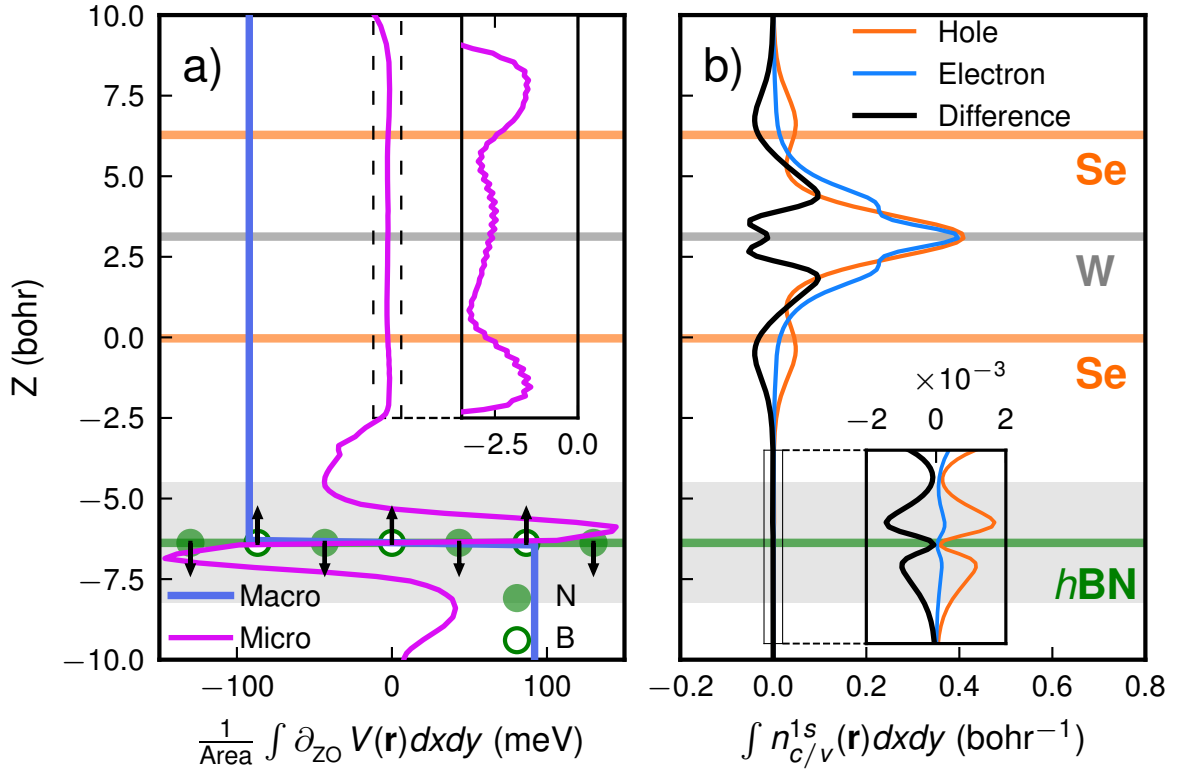 a)
10.0
7.5
5.0
2.5
0.0
−2.5
−5.0
−7.5
−10.0
Z (bohr)
−2.5 0.0
Macro
Micro
N
B
−100 0 100
1/Area ∫ ∂ZO V(r)dxdy (meV)
b)
Hole
Electron
Difference
Se
W
Se
×10⁻³
−2 0 2
hBN
−0.2 0.0 0.2 0.4 0.6 0.8
∫ n^{1s}_{c/v}(r)dxdy (bohr⁻¹)